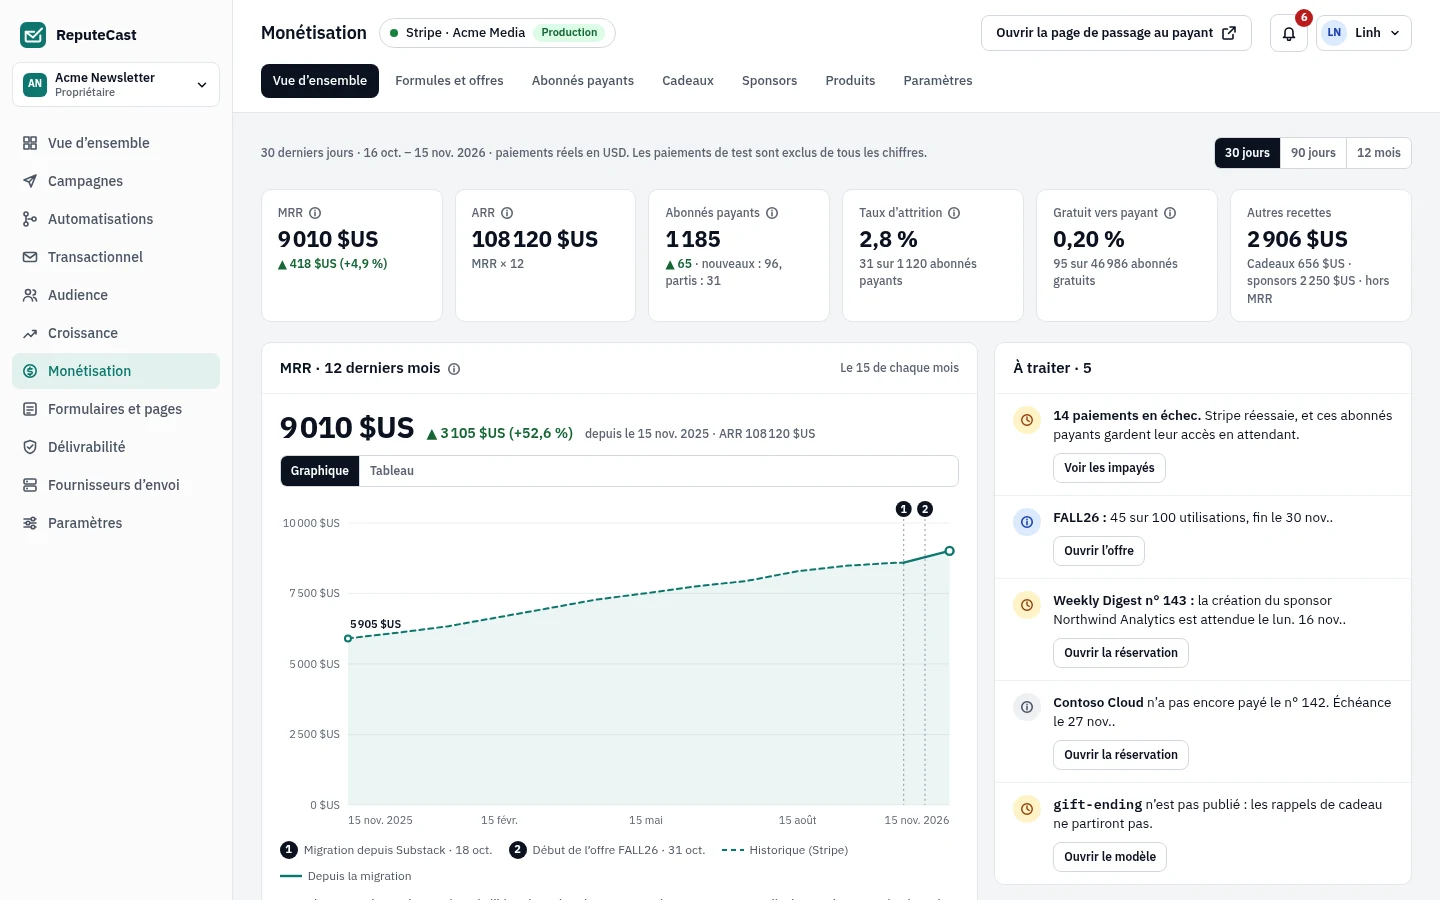 ReputeCast
AN
Acme Newsletter
Propriétaire
Vue d’ensemble
Campagnes
Automatisations
Transactionnel
Audience
Croissance
Monétisation
Formulaires et pages
Délivrabilité
Fournisseurs d’envoi
Paramètres
Monétisation
Stripe · Acme Media Production
Ouvrir la page de passage au payant
6
LN Linh
Vue d’ensemble Formules et offres Abonnés payants Cadeaux Sponsors Produits Paramètres
30 derniers jours · 16 oct. – 15 nov. 2026 · paiements réels en USD. Les paiements de test sont exclus de tous les chiffres.
30 jours 90 jours 12 mois
MRR
9 010 $US
▲ 418 $US (+4,9 %)
ARR
108 120 $US
MRR × 12
Abonnés payants
1 185
▲ 65 · nouveaux : 96,
partis : 31
Taux d’attrition
2,8 %
31 sur 1 120 abonnés
payants
Gratuit vers payant
0,20 %
95 sur 46 986 abonnés
gratuits
Autres recettes
2 906 $US
Cadeaux 656 $US ·
sponsors 2 250 $US · hors
MRR
MRR · 12 derniers mois
Le 15 de chaque mois
9 010 $US ▲ 3 105 $US (+52,6 %) depuis le 15 nov. 2025 · ARR 108 120 $US
Graphique Tableau
1 2
10 000 $US
7 500 $US
5 000 $US
2 500 $US
0 $US
5 905 $US
15 nov. 2025 15 févr. 15 mai 15 août 15 nov. 2026
1 Migration depuis Substack · 18 oct. 2 Début de l’offre FALL26 · 31 oct. Historique (Stripe)
Depuis la migration
À traiter · 5
14 paiements en échec. Stripe réessaie, et ces abonnés
payants gardent leur accès en attendant.
Voir les impayés
FALL26 : 45 sur 100 utilisations, fin le 30 nov..
Ouvrir l’offre
Weekly Digest n° 143 : la création du sponsor
Northwind Analytics est attendue le lun. 16 nov..
Ouvrir la réservation
Contoso Cloud n’a pas encore payé le n° 142. Échéance
le 27 nov..
Ouvrir la réservation
gift-ending n’est pas publié : les rappels de cadeau
ne partiront pas.
Ouvrir le modèle